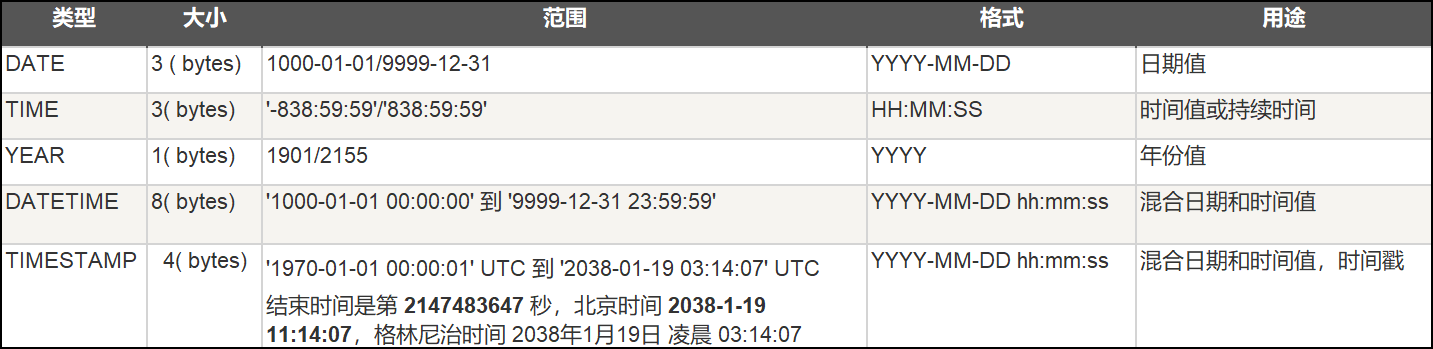 类型 大小 范围 格式 用途
DATE 3 ( bytes) 1000-01-01/9999-12-31 YYYY-MM-DD 日期值
TIME 3( bytes) '-838:59:59'/'838:59:59' HH:MM:SS 时间值或持续时间
YEAR 1( bytes) 1901/2155 YYYY 年份值
DATETIME 8( bytes) '1000-01-01 00:00:00' 到 '9999-12-31 23:59:59' YYYY-MM-DD hh:mm:ss 混合日期和时间值
TIMESTAMP 4( bytes) '1970-01-01 00:00:01' UTC 到 '2038-01-19 03:14:07' UTC YYYY-MM-DD hh:mm:ss 混合日期和时间值，时间戳
结束时间是第 2147483647 秒，北京时间 2038-1-19
11:14:07，格林尼治时间 2038年1月19日 凌晨 03:14:07